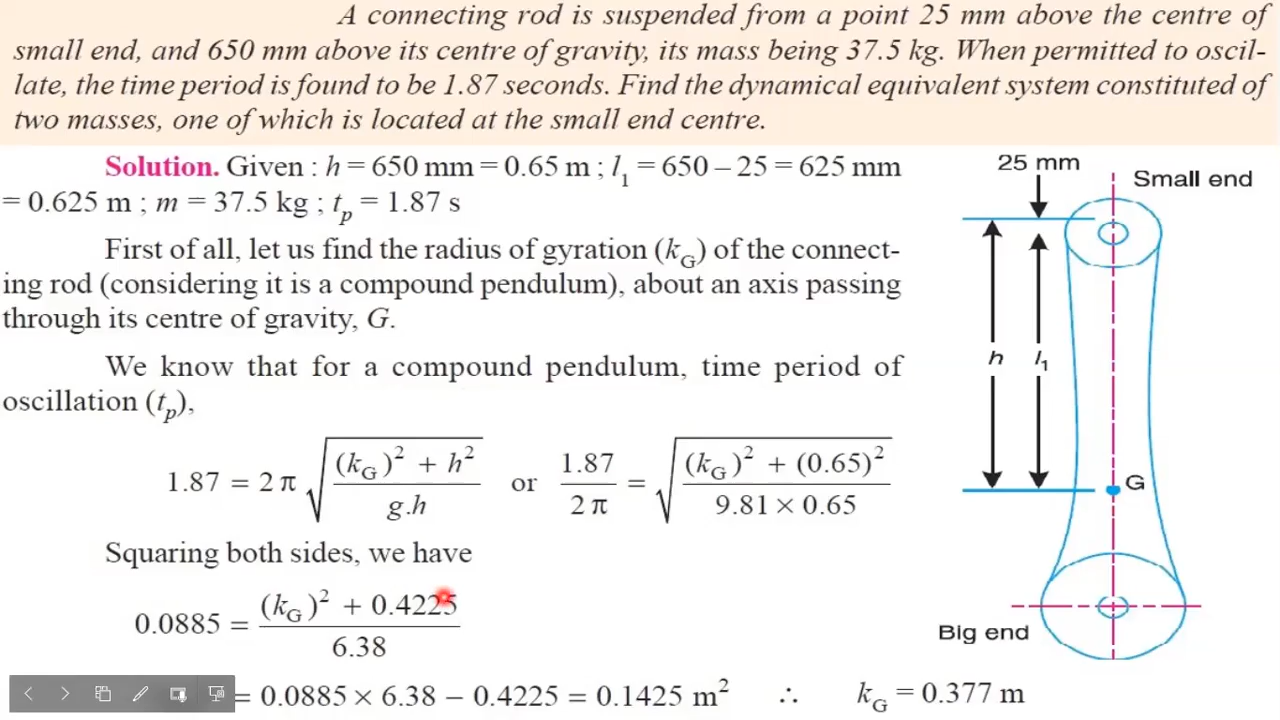 A connecting rod is suspended from a point 25 mm above the centre of
small end, and 650 mm above its centre of gravity, its mass being 37.5 kg. When permitted to oscil-
late, the time period is found to be 1.87 seconds. Find the dynamical equivalent system constituted of
two masses, one of which is located at the small end centre.
Solution. Given : h = 650 mm = 0.65 m ; l₁ = 650 – 25 = 625 mm
= 0.625 m ; m = 37.5 kg ; tₚ = 1.87 s
First of all, let us find the radius of gyration (k_G) of the connect-
ing rod (considering it is a compound pendulum), about an axis passing
through its centre of gravity, G.
We know that for a compound pendulum, time period of
oscillation (tₚ),
1.87 = 2 π √(((k_G)² + h²) / (g.h)) or 1.87 / 2 π = √(((k_G)² + (0.65)²) / (9.81 × 0.65))
Squaring both sides, we have
0.0885 = ((k_G)² + 0.4225) / 6.38
= 0.0885 × 6.38 – 0.4225 = 0.1425 m² ∴ k_G = 0.377 m
25 mm
Small end
h
l₁
G
Big end